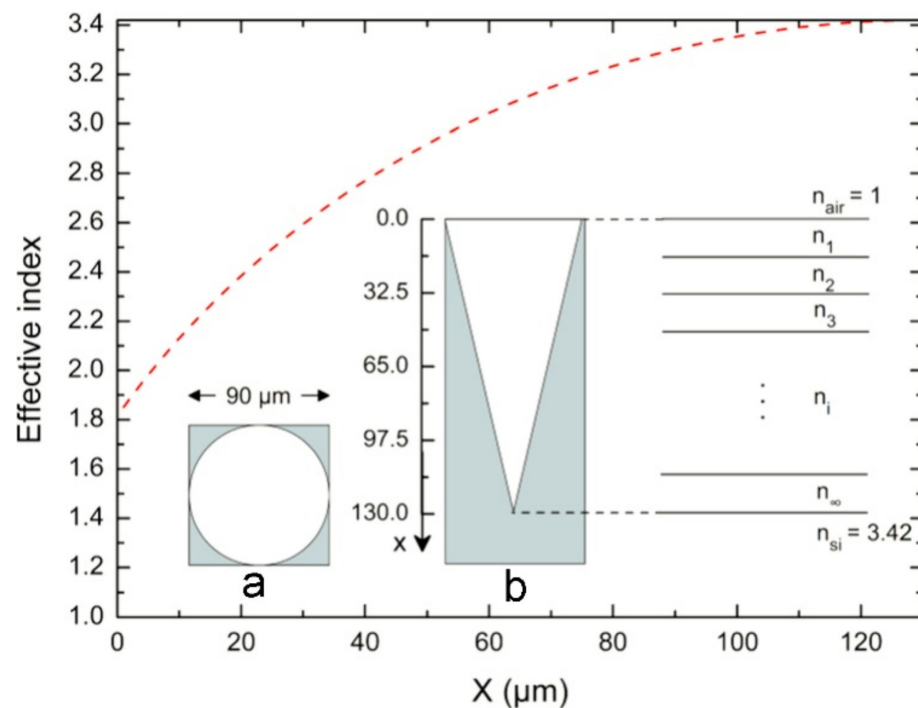 3.4
3.2
3.0
2.8
2.6
2.4
2.2
2.0
1.8
1.6
1.4
1.2
1.0
Effective index
0
20
40
60
80
100
120
X (μm)
90 μm
a
0.0
32.5
65.0
97.5
130.0
x
b
n_air = 1
n_1
n_2
n_3
n_i
n_∞
n_si = 3.42